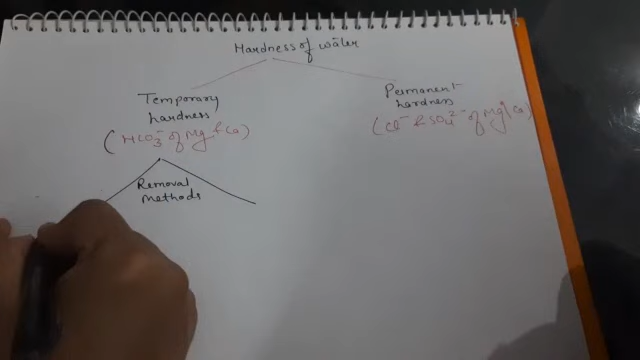 Hardness of water
Temporary
hardness
(HCO3⁻ of Mg & Ca)
Permanent
hardness
(Cl⁻ & SO4²⁻ of Mg & Ca)
Removal
Methods